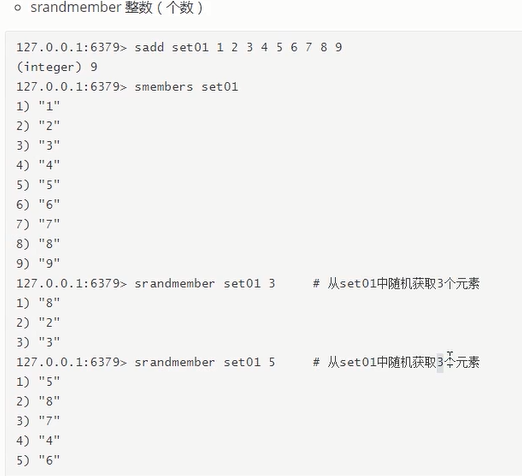 srandmember 整数（个数）
127.0.0.1:6379> sadd set01 1 2 3 4 5 6 7 8 9
(integer) 9
127.0.0.1:6379> smembers set01
1) "1"
2) "2"
3) "3"
4) "4"
5) "5"
6) "6"
7) "7"
8) "8"
9) "9"
127.0.0.1:6379> srandmember set01 3 # 从set01中随机获取3个元素
1) "8"
2) "2"
3) "3"
127.0.0.1:6379> srandmember set01 5 # 从set01中随机获取3个元素
1) "5"
2) "8"
3) "7"
4) "4"
5) "6"